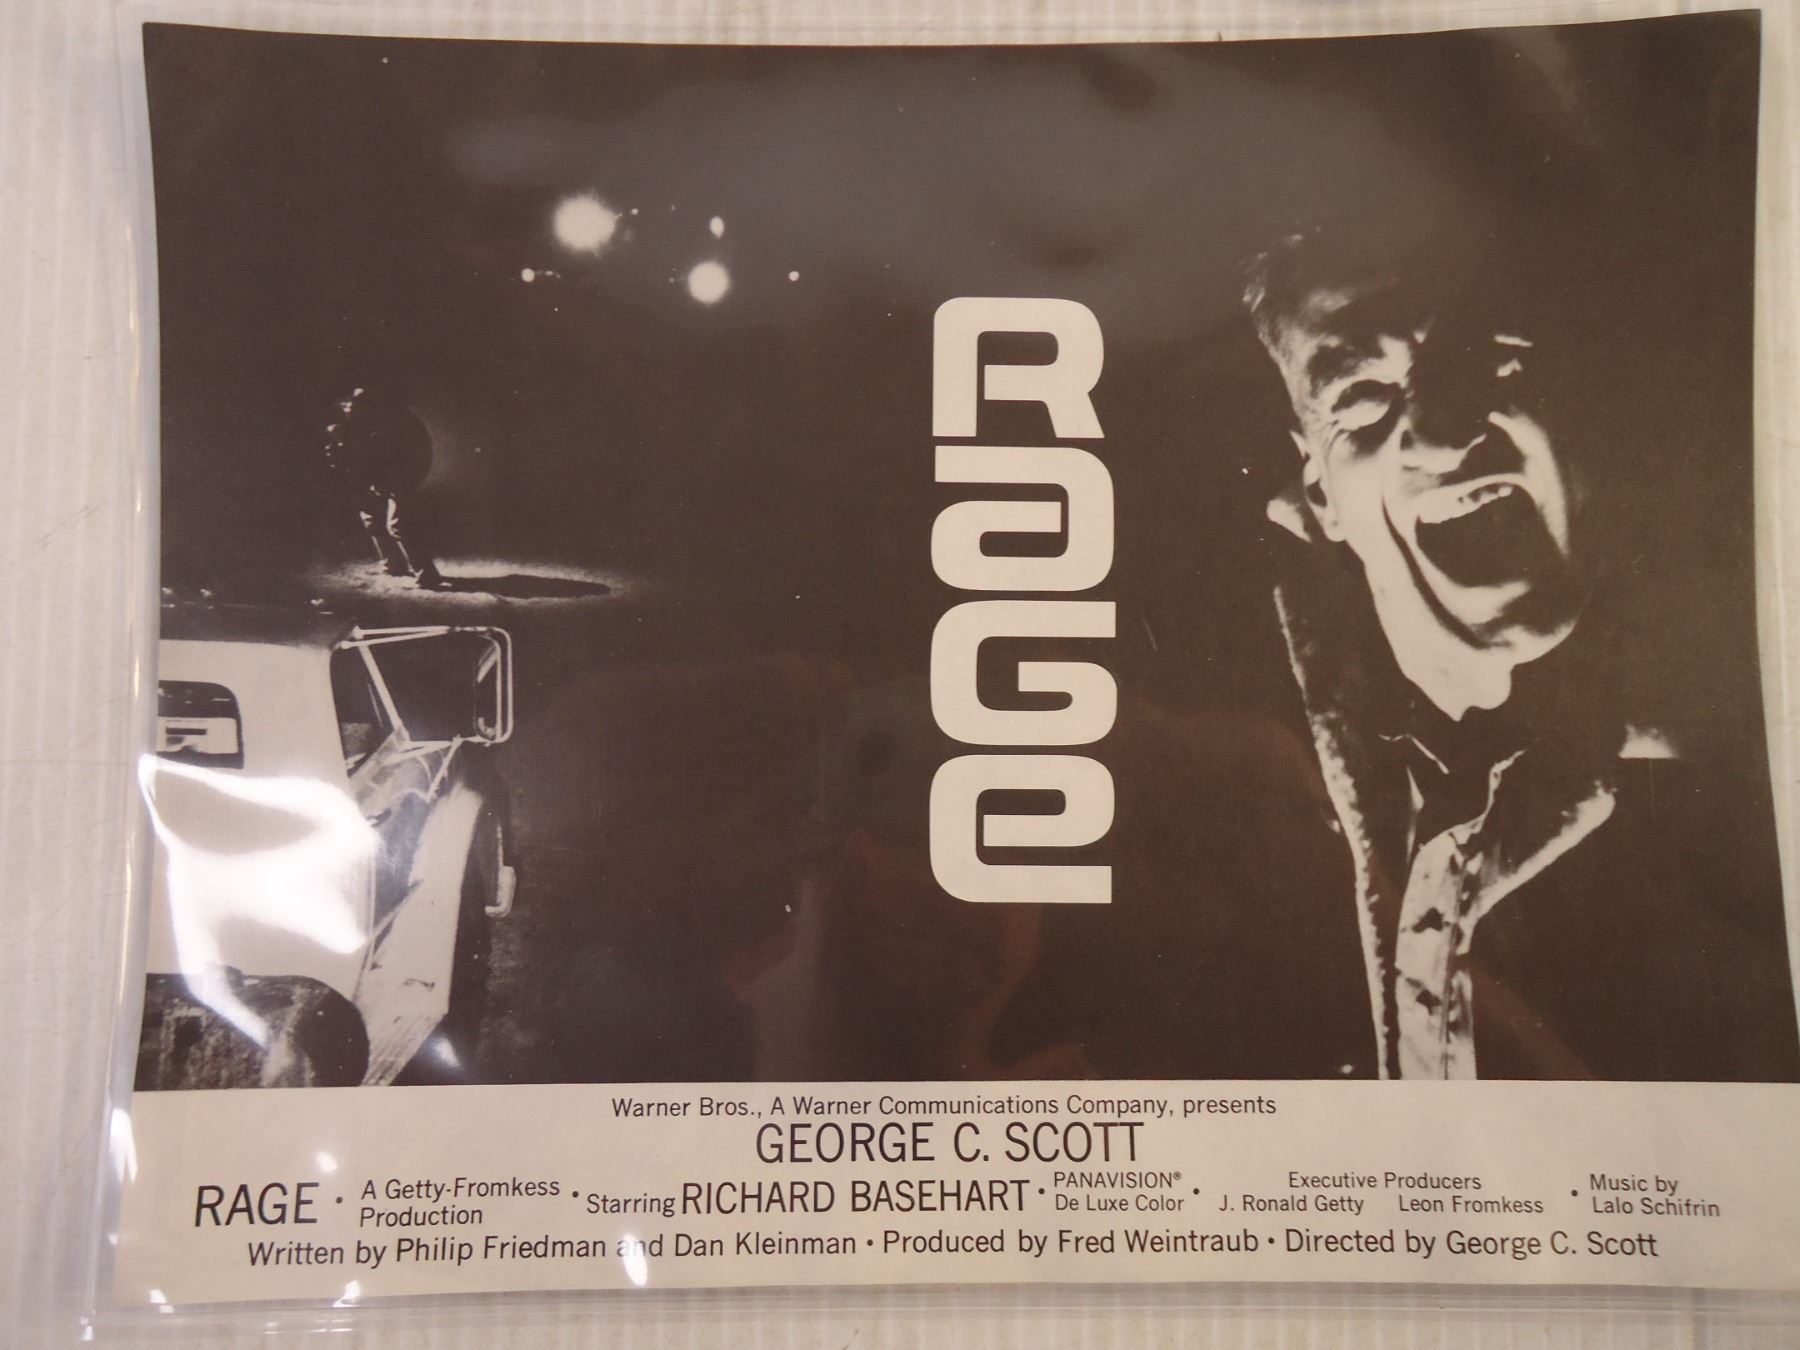 RaGe
Warner Bros., A Warner Communications Company, presents
GEORGE C. SCOTT
RAGE · A Getty-Fromkess Production · Starring RICHARD BASEHART · PANAVISION® De Luxe Color · Executive Producers J. Ronald Getty Leon Fromkess · Music by Lalo Schifrin
Written by Philip Friedman and Dan Kleinman · Produced by Fred Weintraub · Directed by George C. Scott